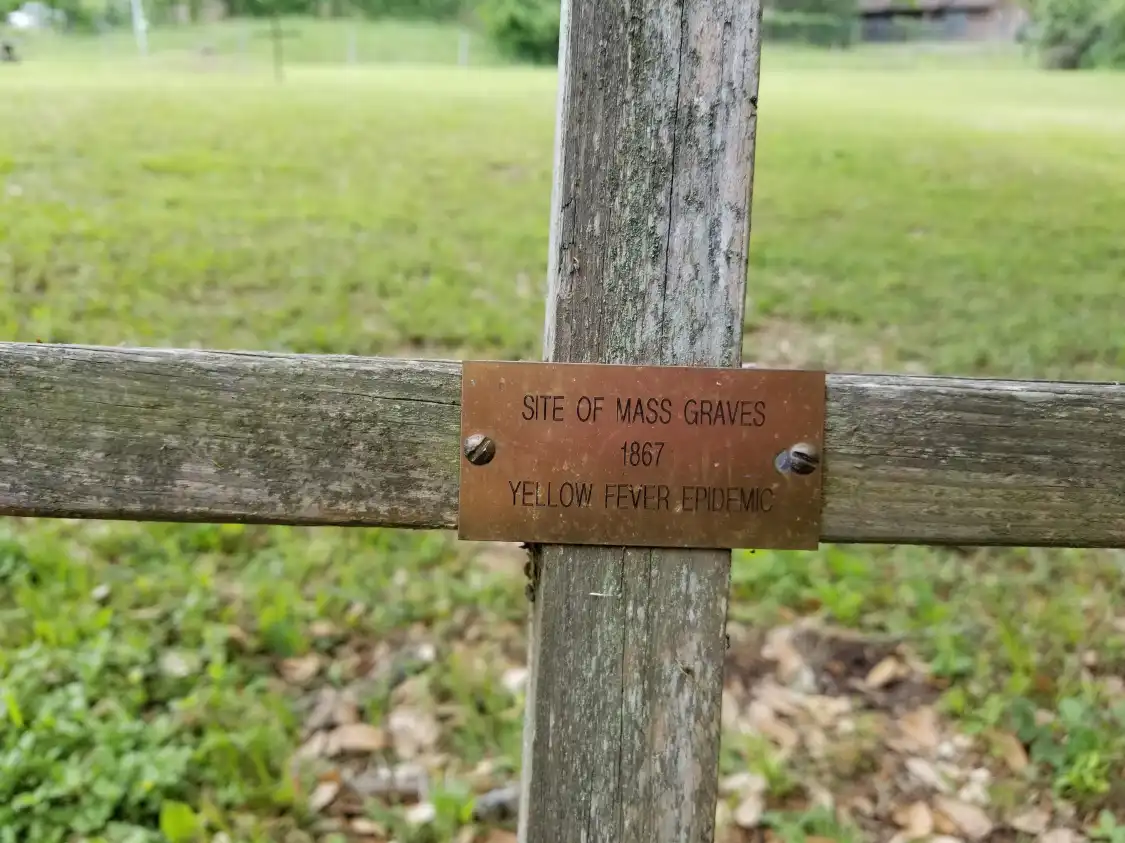 SITE OF MASS GRAVES
1867
YELLOW FEVER EPIDEMIC